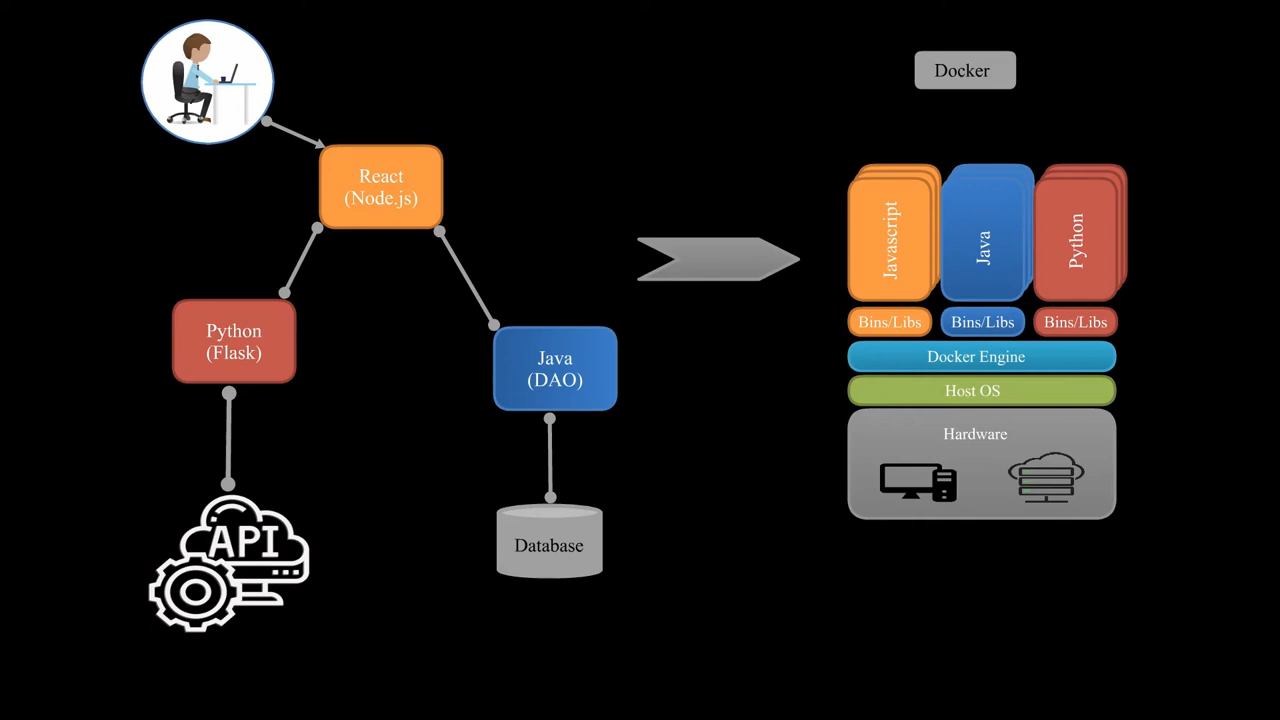 Docker
React
(Node.js)
Python
(Flask)
Java
(DAO)
API
Database
Javascript
Java
Python
Bins/Libs
Bins/Libs
Bins/Libs
Docker Engine
Host OS
Hardware